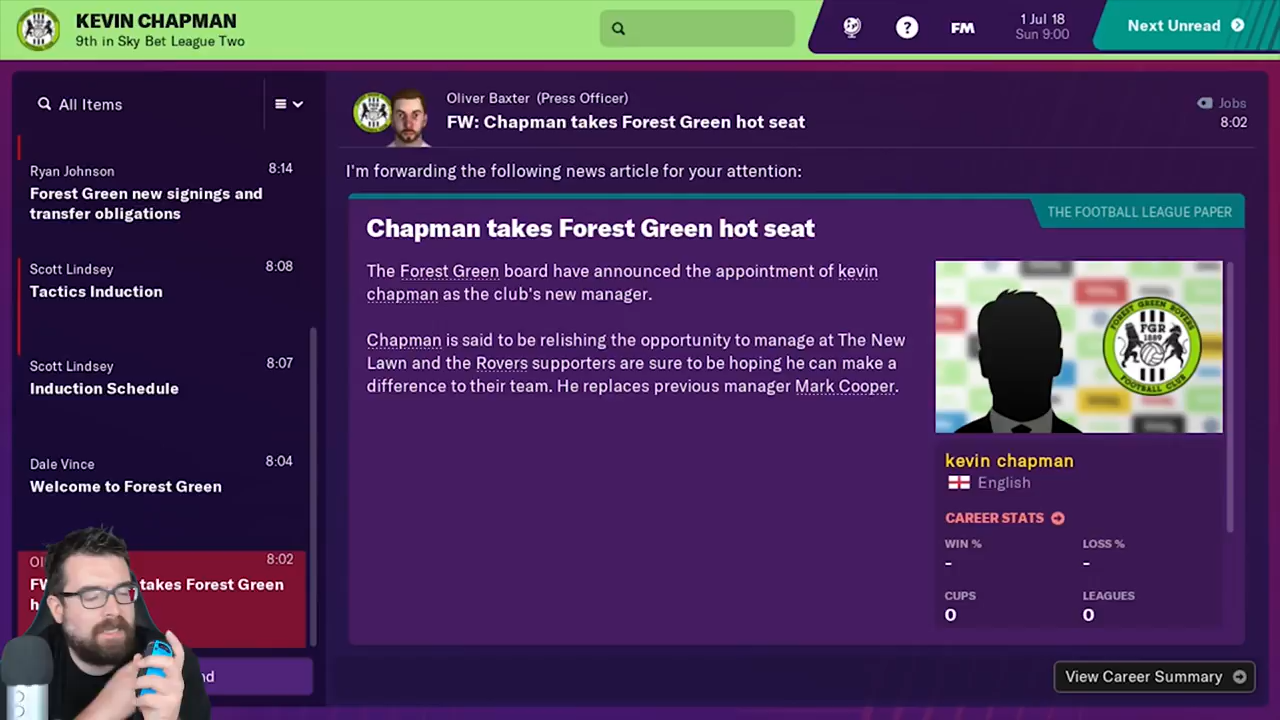 KEVIN CHAPMAN
9th in Sky Bet League Two
FM
1 Jul 18
Sun 9:00
Next Unread
All Items
Ryan Johnson 8:14
Forest Green new signings and
transfer obligations
Scott Lindsey 8:08
Tactics Induction
Scott Lindsey 8:07
Induction Schedule
Dale Vince 8:04
Welcome to Forest Green
8:02
takes Forest Green
Oliver Baxter (Press Officer)
FW: Chapman takes Forest Green hot seat
Jobs
8:02
I'm forwarding the following news article for your attention:
THE FOOTBALL LEAGUE PAPER
Chapman takes Forest Green hot seat
The Forest Green board have announced the appointment of kevin
chapman as the club's new manager.
Chapman is said to be relishing the opportunity to manage at The New
Lawn and the Rovers supporters are sure to be hoping he can make a
difference to their team. He replaces previous manager Mark Cooper.
FOREST GREEN ROVERS
FGR
1889
FOOTBALL CLUB
kevin chapman
English
CAREER STATS
WIN % LOSS %
- -
CUPS LEAGUES
0 0
View Career Summary